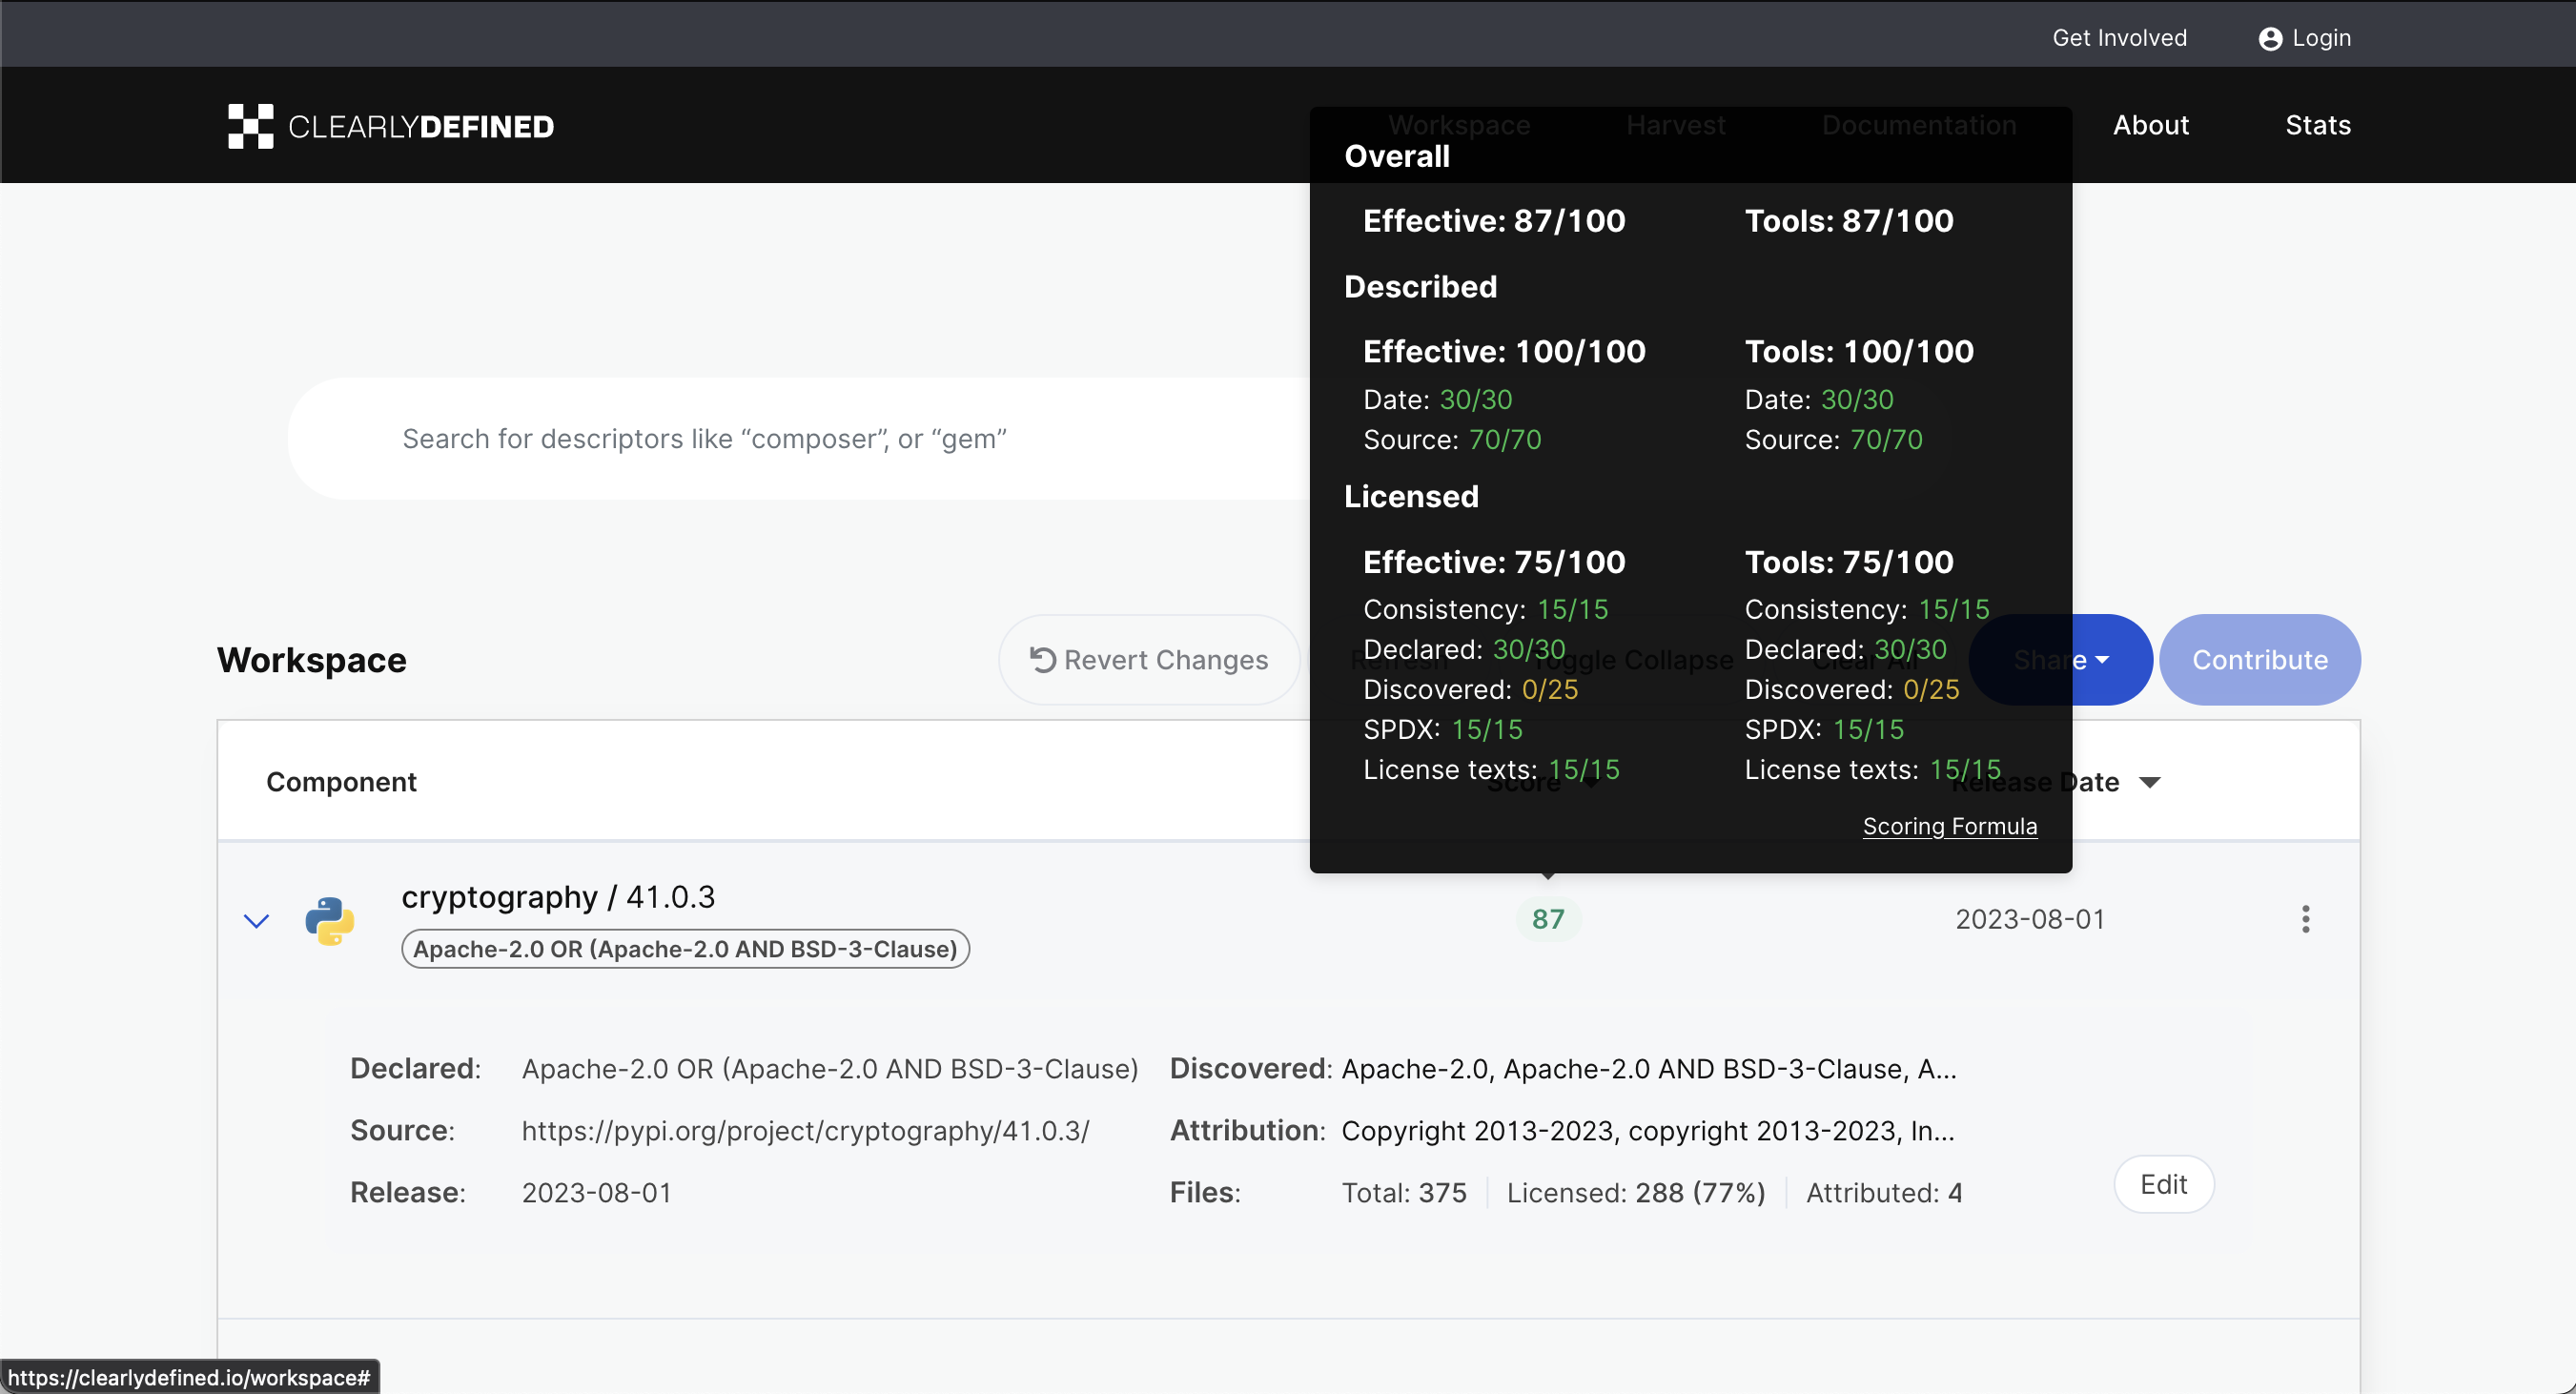 Get Involved
Login
CLEARLYDEFINED
Workspace
Harvest
Documentation
About
Stats
Overall
Effective: 87/100
Tools: 87/100
Described
Effective: 100/100
Tools: 100/100
Date: 30/30
Date: 30/30
Source: 70/70
Source: 70/70
Licensed
Effective: 75/100
Tools: 75/100
Consistency: 15/15
Consistency: 15/15
Declared: 30/30
Declared: 30/30
Discovered: 0/25
Discovered: 0/25
SPDX: 15/15
SPDX: 15/15
License texts: 15/15
License texts: 15/15
Scoring Formula
Search for descriptors like “composer”, or “gem”
Workspace
Revert Changes
Refresh
Toggle Collapse
Clear All
Share
Contribute
Component
Score
Release Date
cryptography / 41.0.3
Apache-2.0 OR (Apache-2.0 AND BSD-3-Clause)
87
2023-08-01
Declared: Apache-2.0 OR (Apache-2.0 AND BSD-3-Clause)
Discovered: Apache-2.0, Apache-2.0 AND BSD-3-Clause, A...
Source: https://pypi.org/project/cryptography/41.0.3/
Attribution: Copyright 2013-2023, copyright 2013-2023, In...
Release: 2023-08-01
Files: Total: 375 Licensed: 288 (77%) Attributed: 4
Edit
https://clearlydefined.io/workspace#